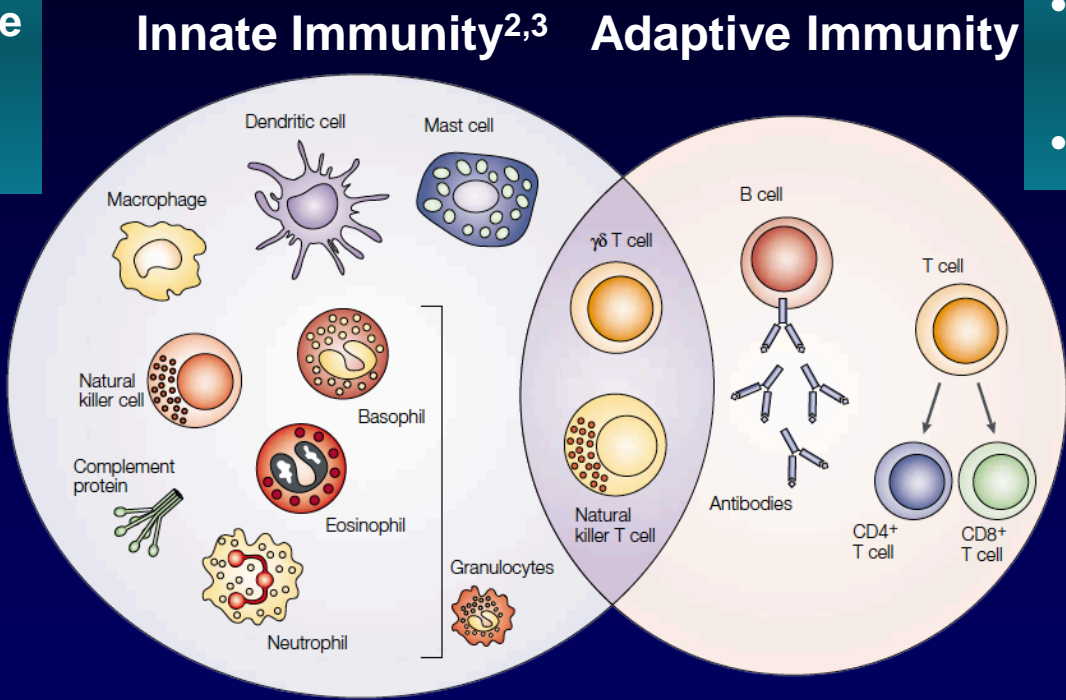 e
Innate Immunity2,3 Adaptive Immunity
•
•
Dendritic cell
Mast cell
Macrophage
Natural
killer cell
Basophil
Complement
protein
Eosinophil
Neutrophil
Granulocytes
γδ T cell
Natural
killer T cell
B cell
T cell
Antibodies
CD4+
T cell
CD8+
T cell